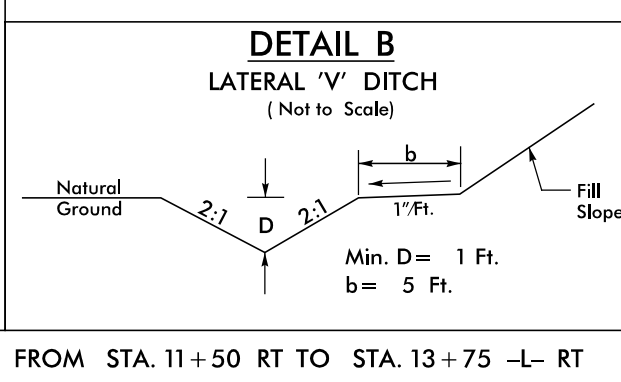 DETAIL B
LATERAL 'V' DITCH
( Not to Scale)
b
Natural
Ground
2:1
D
2:1
1"/Ft.
Fill
Slope
Min. D= 1 Ft.
b= 5 Ft.
FROM STA. 11+50 RT TO STA. 13+75 -L- RT